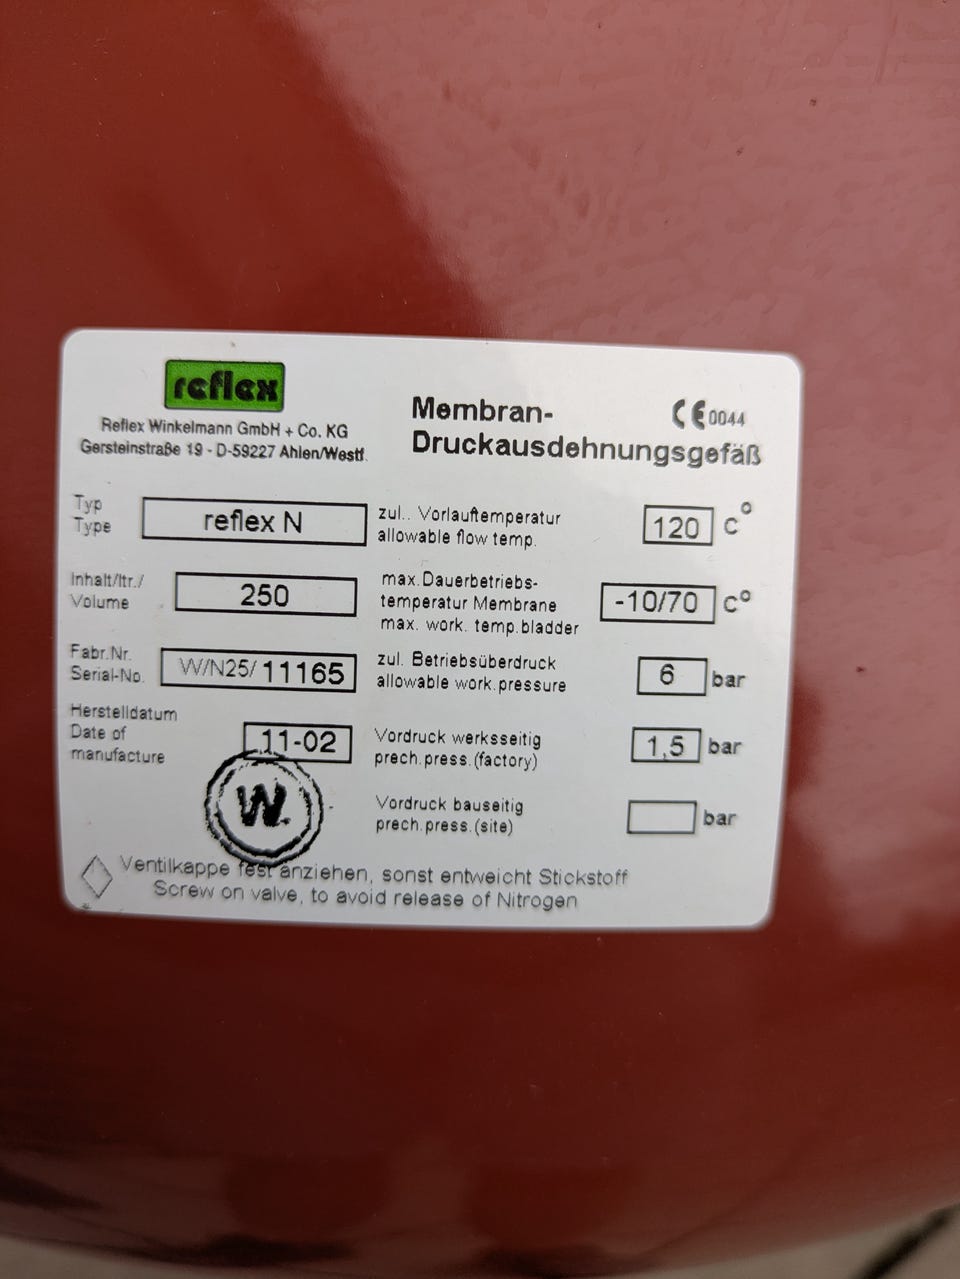 reflex
Reflex Winkelmann GmbH + Co. KG
Gersteinstraße 19 - D-59227 Ahlen/Westf.
Membran-
Druckausdehnungsgefäß
CE 0044
Typ
Type
reflex N
Inhalt/ltr./
Volume
250
Fabr.Nr.
Serial-No.
W/N25/ 11165
Herstelldatum
Date of
manufacture
11-02
W.
zul.. Vorlauftemperatur
allowable flow temp.
120 C°
max.Dauerbetriebs-
temperatur Membrane
max. work. temp.bladder
-10/70 C°
zul. Betriebsüberdruck
allowable work.pressure
6 bar
Vordruck werksseitig
prech.press.(factory)
1,5 bar
Vordruck bauseitig
prech.press.(site)
bar
Ventilkappe fest anziehen, sonst entweicht Stickstoff
Screw on valve, to avoid release of Nitrogen